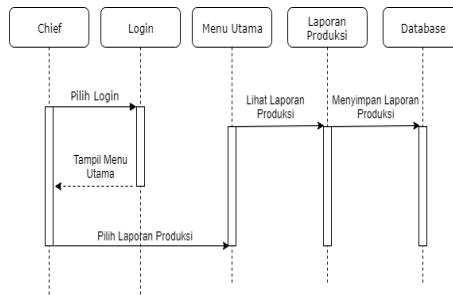 Chief
Login
Menu Utama
Laporan
Produksi
Database
Pilih Login
Lihat Laporan
Produksi
Menyimpan Laporan
Produksi
Tampil Menu
Utama
Pilih Laporan Produksi